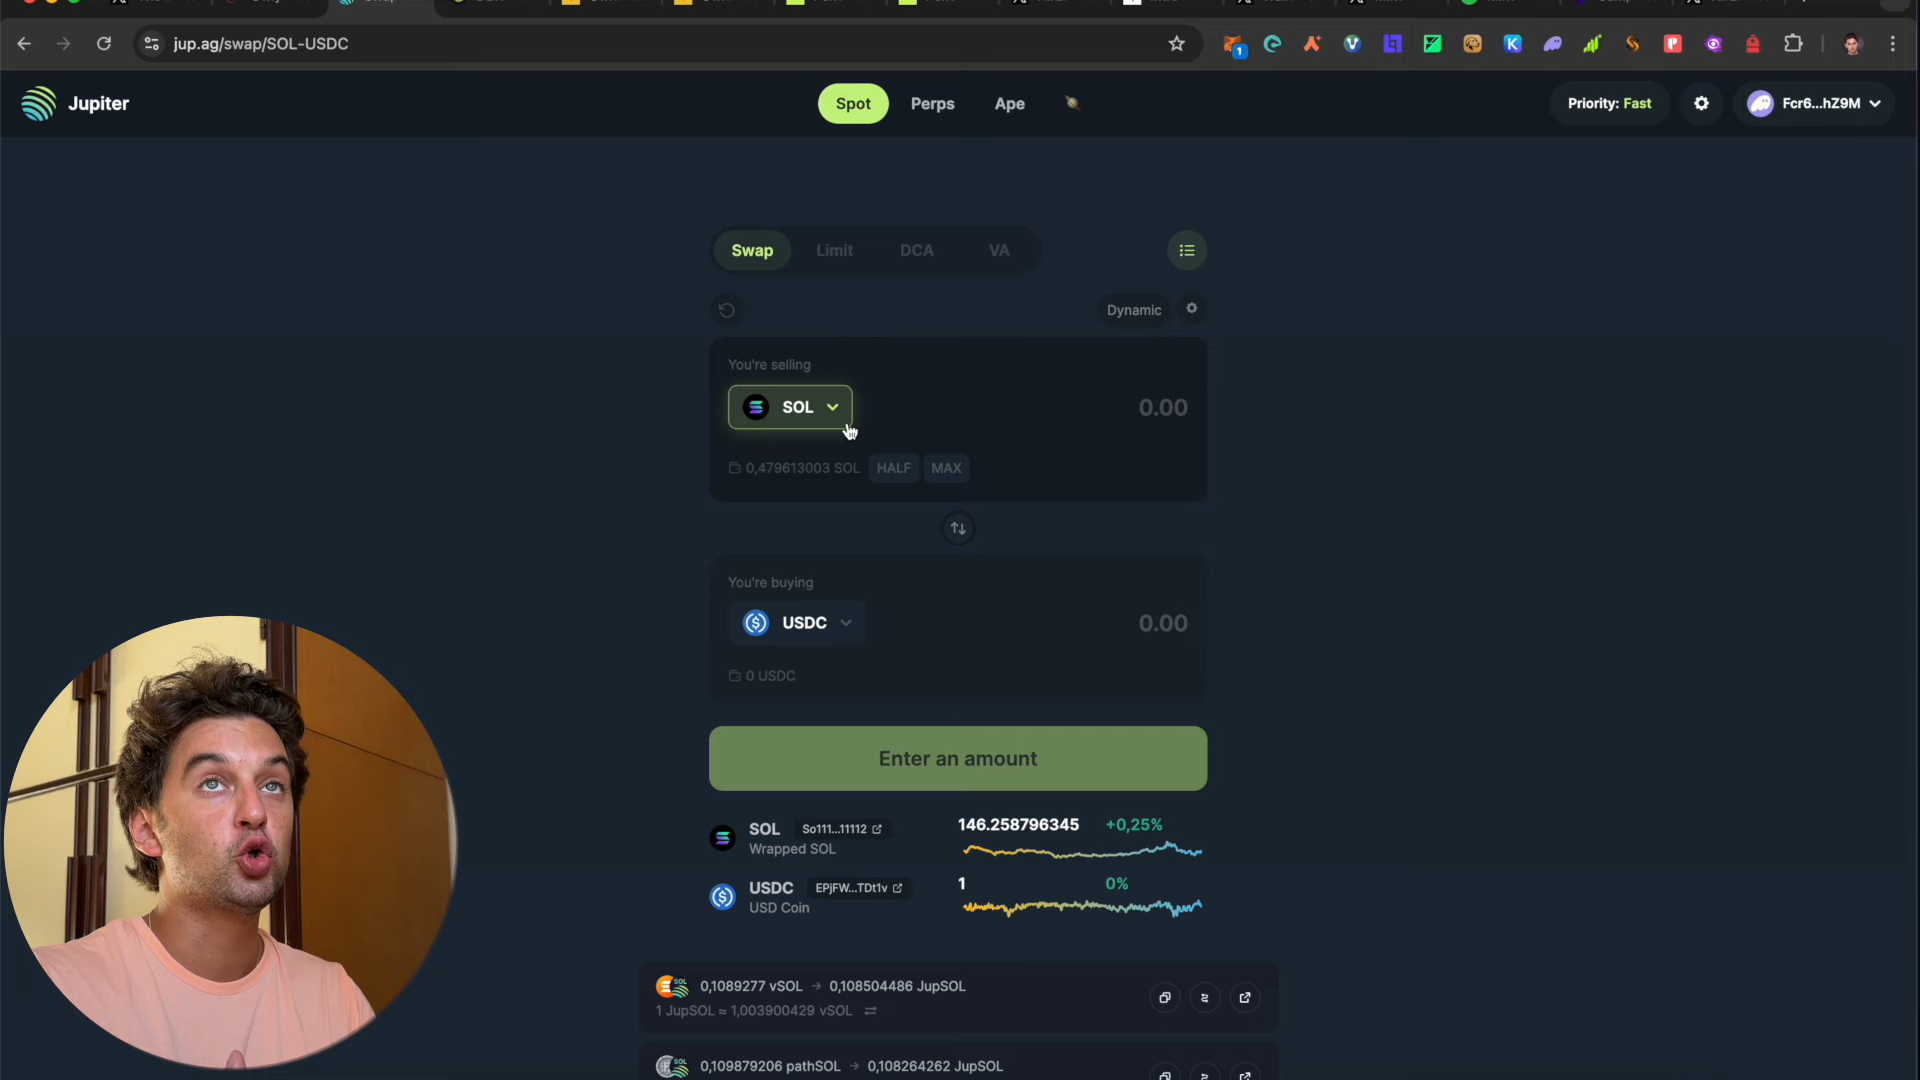 jup.ag/swap/SOL-USDC
1
Jupiter
Spot
Perps
Ape
Priority: Fast
Fcr6...hZ9M
Swap
Limit
DCA
VA
Dynamic
You're selling
SOL
0.00
0,479613003 SOL
HALF
MAX
You're buying
USDC
0.00
0 USDC
Enter an amount
SOL
So111...11112
146.258796345
+0,25%
Wrapped SOL
USDC
EPjFW...TDt1v
1
0%
USD Coin
0,1089277 vSOL → 0,108504486 JupSOL
1 JupSOL ≈ 1,003900429 vSOL
0,109879206 pathSOL → 0,108264262 JupSOL